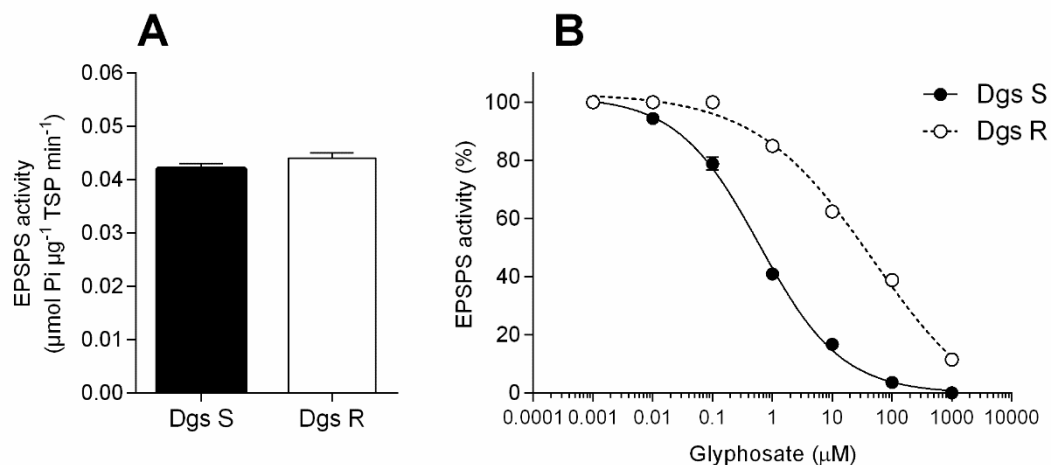 A
EPSPS activity
(µmol Pi µg⁻¹ TSP min⁻¹)
0.06
0.05
0.04
0.03
0.02
0.01
0.00
Dgs S
Dgs R
B
Dgs S
Dgs R
EPSPS activity (%)
100
80
60
40
20
0
0.0001 0.001 0.01 0.1 1 10 100 1000 10000
Glyphosate (µM)